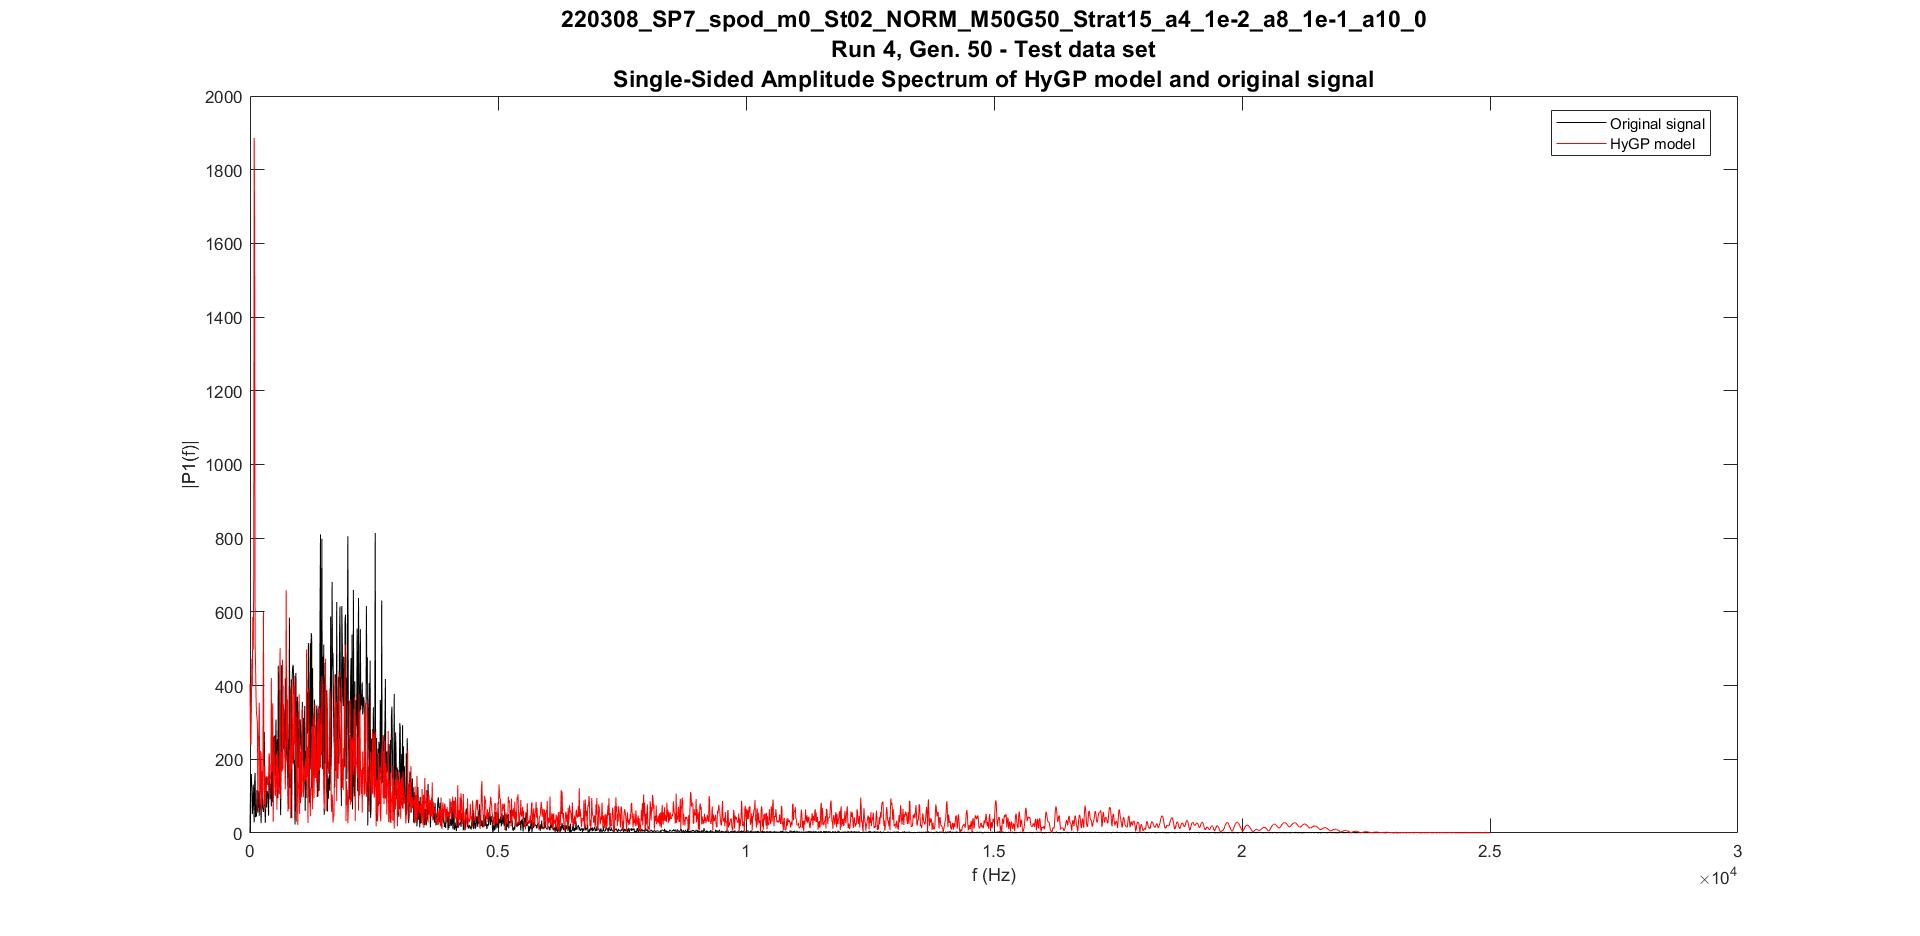 220308_SP7_spod_m0_St02_NORM_M50G50_Strat15_a4_1e-2_a8_1e-1_a10_0
Run 4, Gen. 50 - Test data set
Single-Sided Amplitude Spectrum of HyGP model and original signal
2000
1800
1600
1400
1200
1000
800
600
400
200
0
|P1(f)|
Original signal
HyGP model
0 0.5 1 1.5 2 2.5 3
f (Hz)
×10⁴